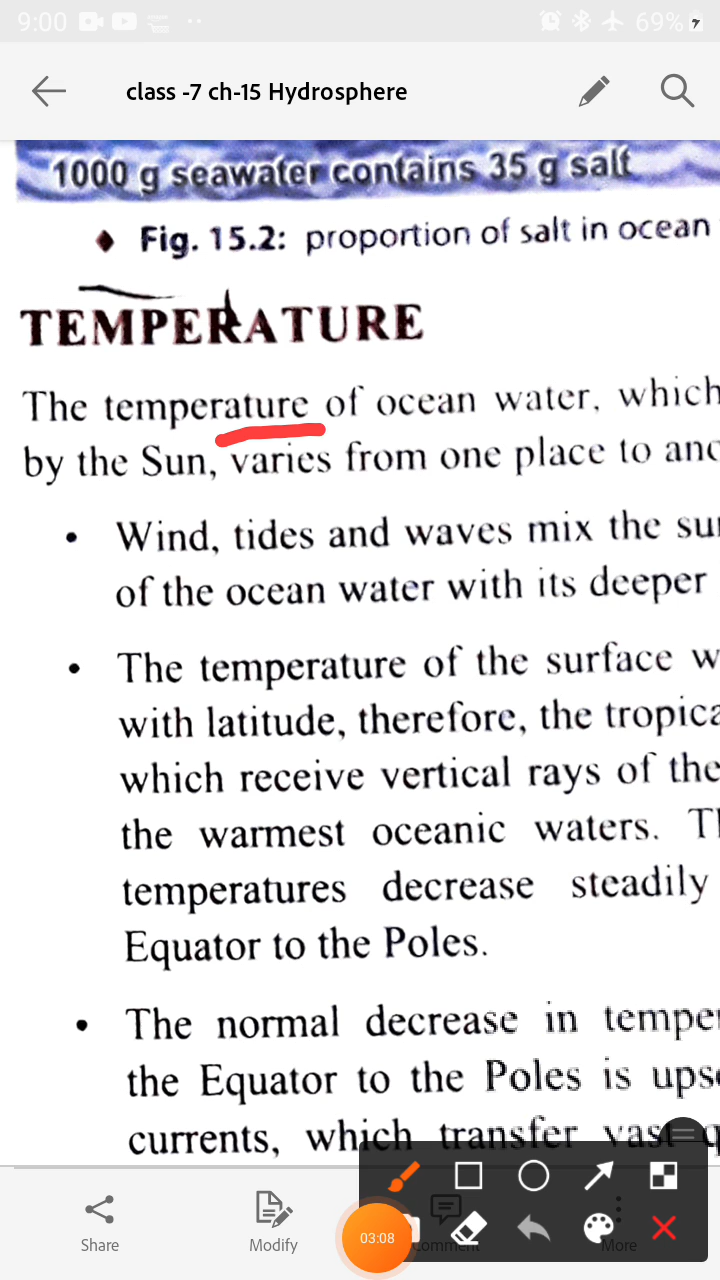 9:00 69%
class -7 ch-15 Hydrosphere
1000 g seawater contains 35 g salt
Fig. 15.2: proportion of salt in ocean
TEMPERATURE
The temperature of ocean water, which
by the Sun, varies from one place to
• Wind, tides and waves mix the
of the ocean water with its deeper
• The temperature of the surface
with latitude, therefore, the
which receive vertical rays of the
the warmest oceanic waters.
temperatures decrease steadily
Equator to the Poles.
• The normal decrease in
the Equator to the Poles is
currents, which transfer vast
Share Modify Comment More
03:08